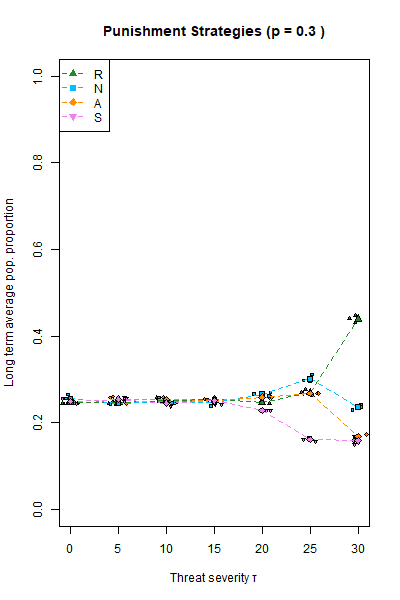 Punishment Strategies (p = 0.3 )
R
N
A
S
Long term average pop. proportion
1.0
0.8
0.6
0.4
0.2
0.0
0 5 10 15 20 25 30
Threat severity τ